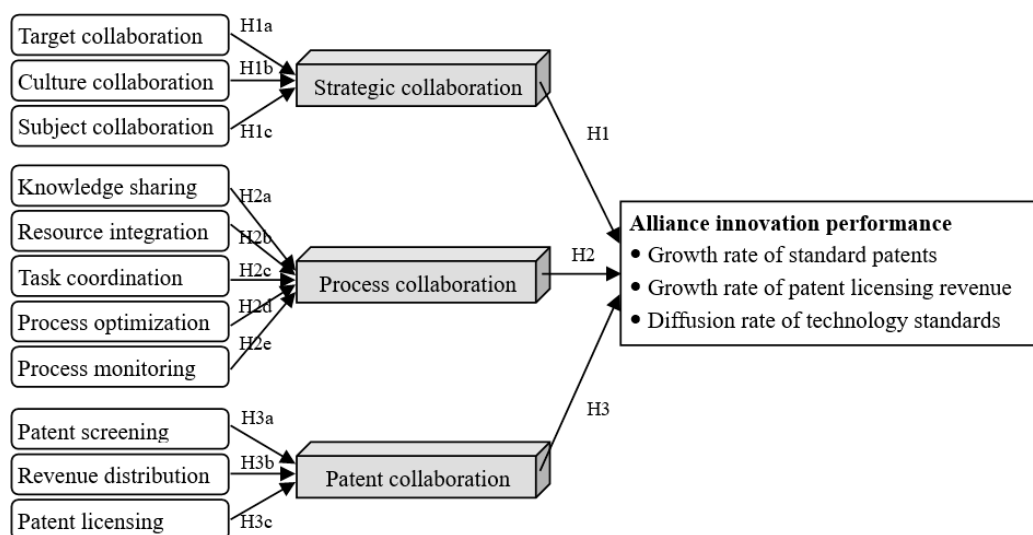 Target collaboration
H1a
Culture collaboration
H1b
Subject collaboration
H1c
Strategic collaboration
H1
Knowledge sharing
H2a
Resource integration
H2b
Task coordination
H2c
Process optimization
H2d
Process monitoring
H2e
Process collaboration
H2
Alliance innovation performance
• Growth rate of standard patents
• Growth rate of patent licensing revenue
• Diffusion rate of technology standards
Patent screening
H3a
Revenue distribution
H3b
Patent licensing
H3c
Patent collaboration
H3